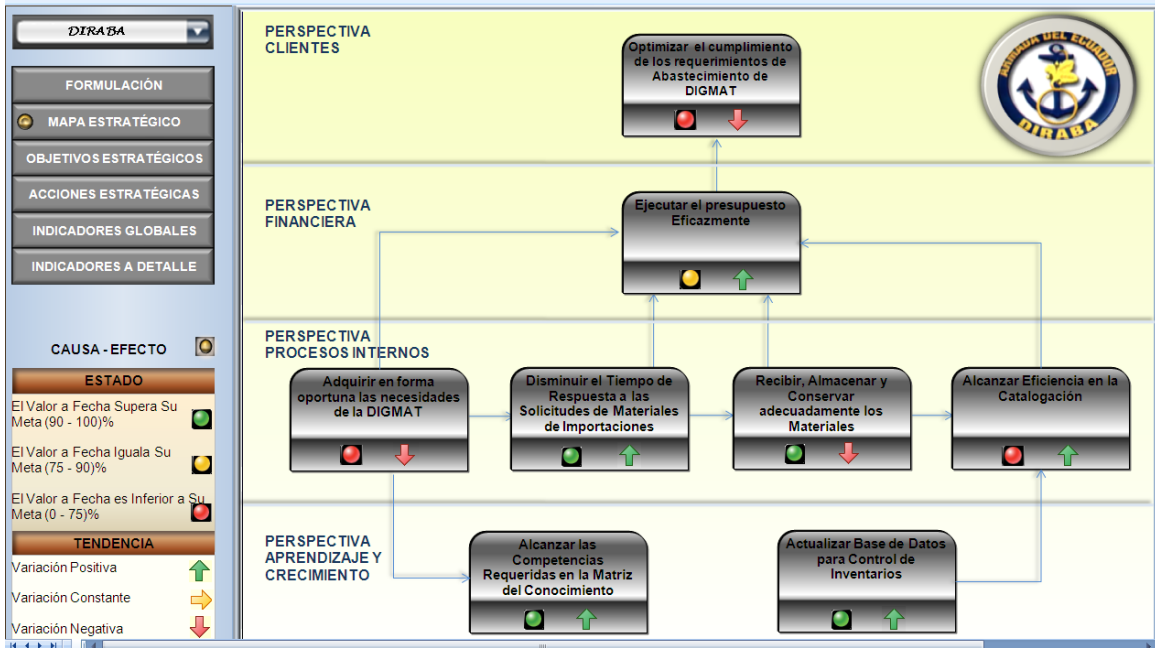 DIRABA
FORMULACIÓN
MAPA ESTRATÉGICO
OBJETIVOS ESTRATÉGICOS
ACCIONES ESTRATÉGICAS
INDICADORES GLOBALES
INDICADORES A DETALLE
CAUSA - EFECTO
ESTADO
El Valor a Fecha Supera Su
Meta (90 - 100)%
El Valor a Fecha Iguala Su
Meta (75 - 90)%
El Valor a Fecha es Inferior a Su
Meta (0 - 75)%
TENDENCIA
Variación Positiva
Variación Constante
Variación Negativa
PERSPECTIVA
CLIENTES
Optimizar el cumplimiento
de los requerimientos de
Abastecimiento de
DIGMAT
ARMADA DEL ECUADOR
DIRABA
PERSPECTIVA
FINANCIERA
Ejecutar el presupuesto
Eficazmente
PERSPECTIVA
PROCESOS INTERNOS
Adquirir en forma
oportuna las necesidades
de la DIGMAT
Disminuir el Tiempo de
Respuesta a las
Solicitudes de Materiales
de Importaciones
Recibir, Almacenar y
Conservar
adecuadamente los
Materiales
Alcanzar Eficiencia en la
Catalogación
PERSPECTIVA
APRENDIZAJE Y
CRECIMIENTO
Alcanzar las
Competencias
Requeridas en la Matriz
del Conocimiento
Actualizar Base de Datos
para Control de
Inventarios